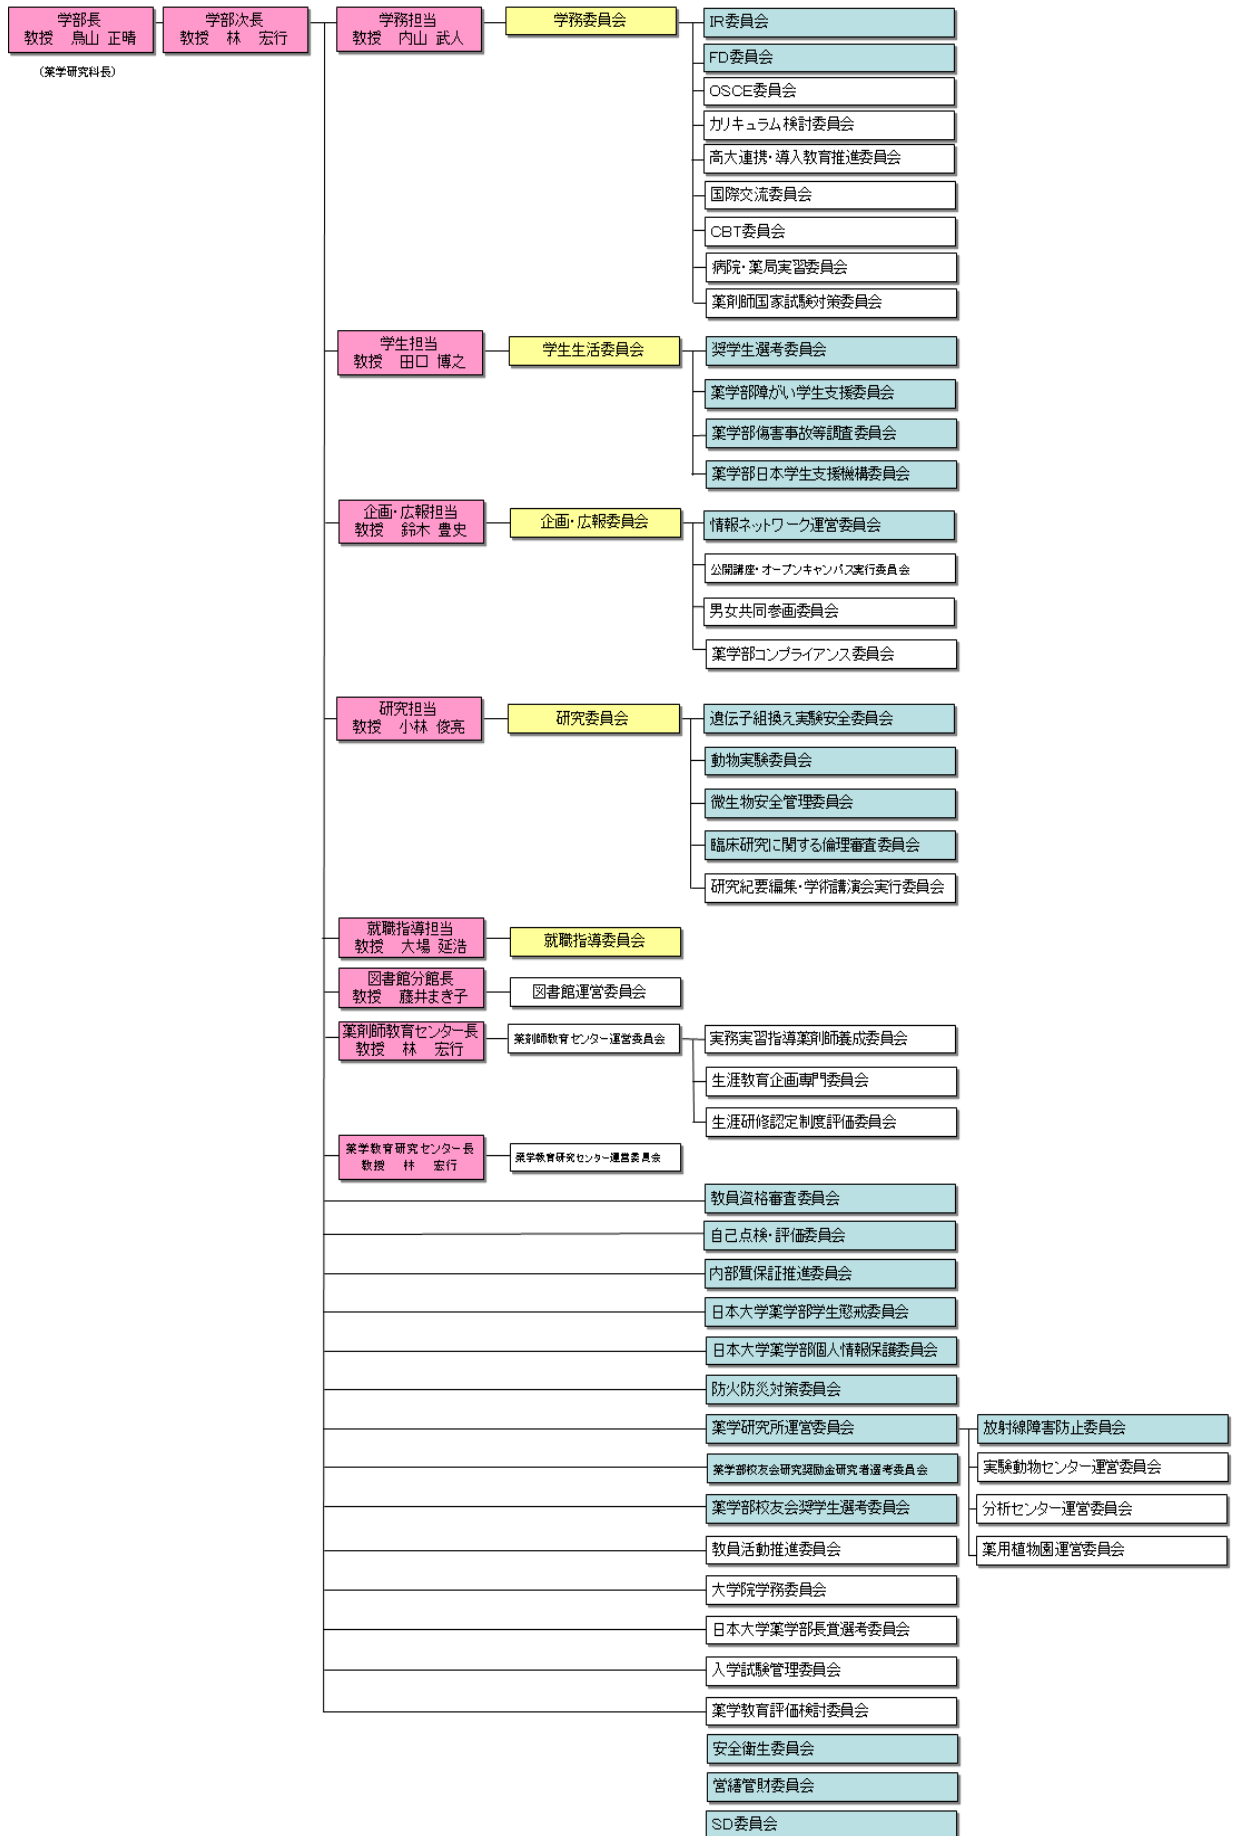 学部長
教授 鳥山 正晴
(薬学研究科長)
学部次長
教授 林 宏行
学務担当
教授 内山 武人
学務委員会
IR委員会
FD委員会
OSCE委員会
カリキュラム検討委員会
高大連携・導入教育推進委員会
国際交流委員会
CBT委員会
病院・薬局実習委員会
薬剤師国家試験対策委員会
学生担当
教授 田口 博之
学生生活委員会
奨学生選考委員会
薬学部障がい学生支援委員会
薬学部傷害事故等調査委員会
薬学部日本学生支援機構委員会
企画・広報担当
教授 鈴木 豊史
企画・広報委員会
情報ネットワーク運営委員会
公開講座・オープンキャンパス実行委員会
男女共同参画委員会
薬学部コンプライアンス委員会
研究担当
教授 小林 俊亮
研究委員会
遺伝子組換え実験安全委員会
動物実験委員会
微生物安全管理委員会
臨床研究に関する倫理審査委員会
研究紀要編集・学術講演会実行委員会
就職指導担当
教授 大場 延浩
就職指導委員会
図書館分館長
教授 藤井まき子
図書館運営委員会
薬剤師教育センター長
教授 林 宏行
薬剤師教育センター運営委員会
実務実習指導薬剤師養成委員会
生涯教育企画専門委員会
生涯研修認定制度評価委員会
薬学教育研究センター長
教授 林 宏行
薬学教育研究センター運営委員会
教員資格審査委員会
自己点検・評価委員会
内部質保証推進委員会
日本大学薬学部学生懲戒委員会
日本大学薬学部個人情報保護委員会
防火防災対策委員会
薬学研究所運営委員会
放射線障害防止委員会
薬学部校友会研究奨励金研究者選考委員会
実験動物センター運営委員会
薬学部校友会奨学生選考委員会
分析センター運営委員会
教員活動推進委員会
薬用植物園運営委員会
大学院学務委員会
日本大学薬学部長賞選考委員会
入学試験管理委員会
薬学教育評価検討委員会
安全衛生委員会
営繕管財委員会
SD委員会